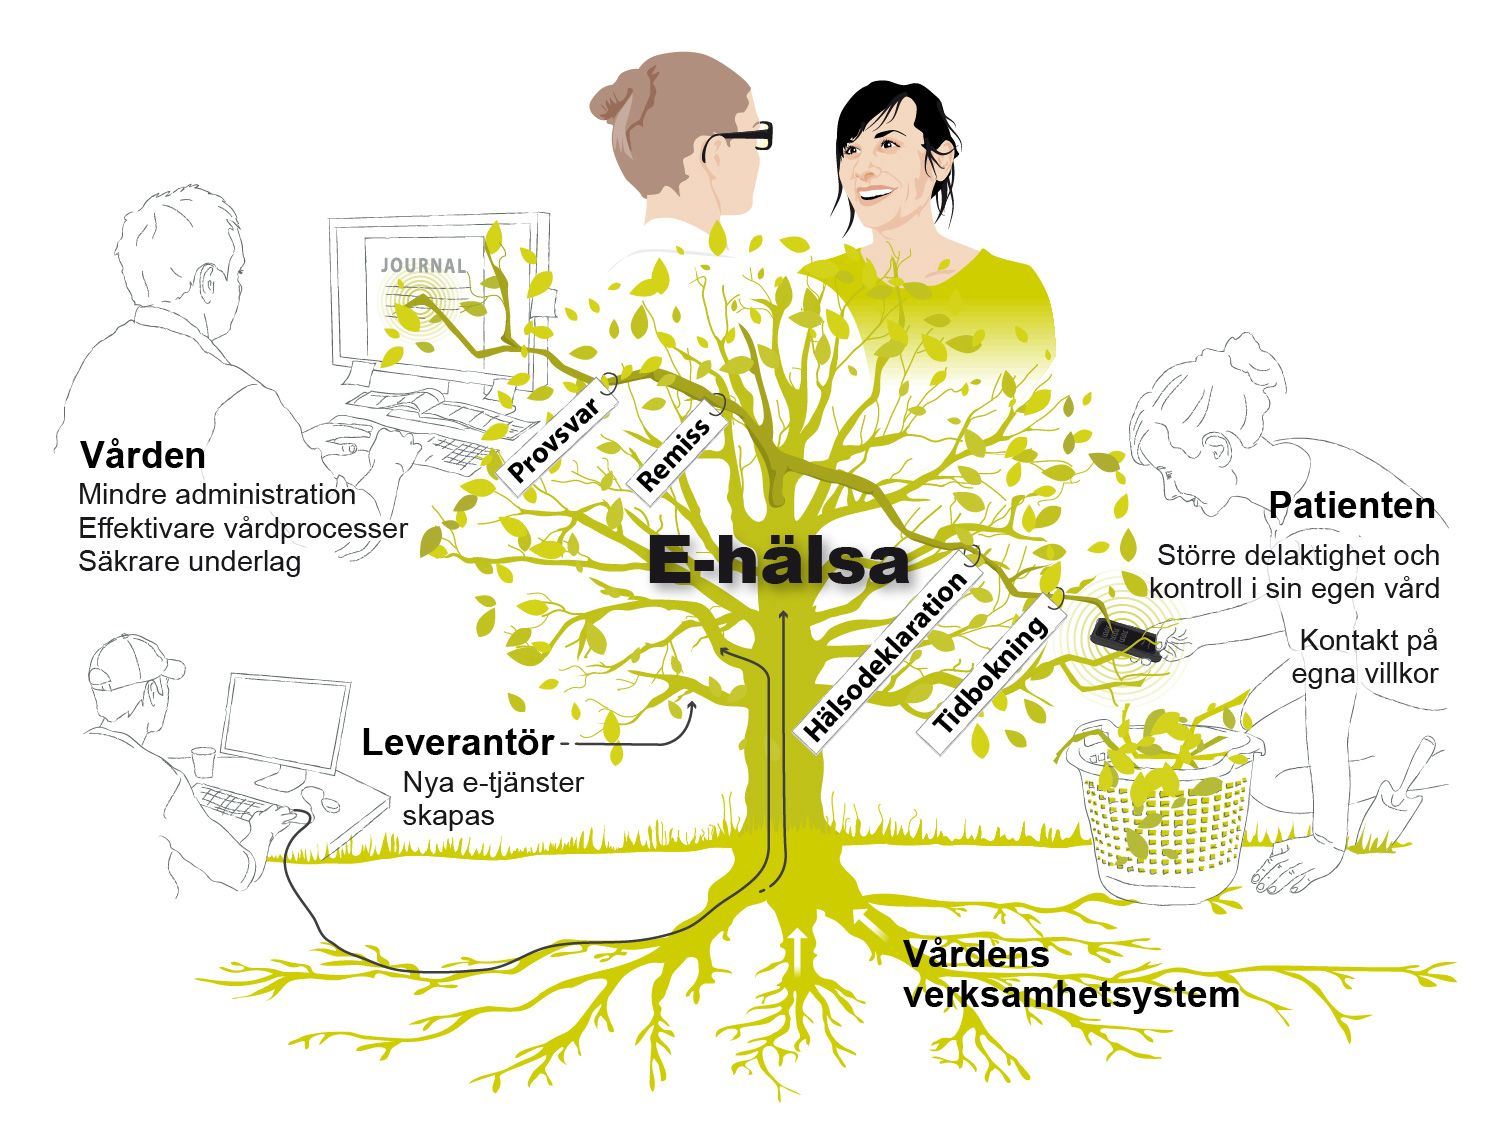 JOURNAL
Provsvar
Remiss
Vården
Mindre administration
Effektivare vårdprocesser
Säkrare underlag
E-hälsa
Hälsodeklaration
Tidbokning
Patienten
Större delaktighet och
kontroll i sin egen vård
Kontakt på
egna villkor
Leverantör
Nya e-tjänster
skapas
Vårdens
verksamhetsystem